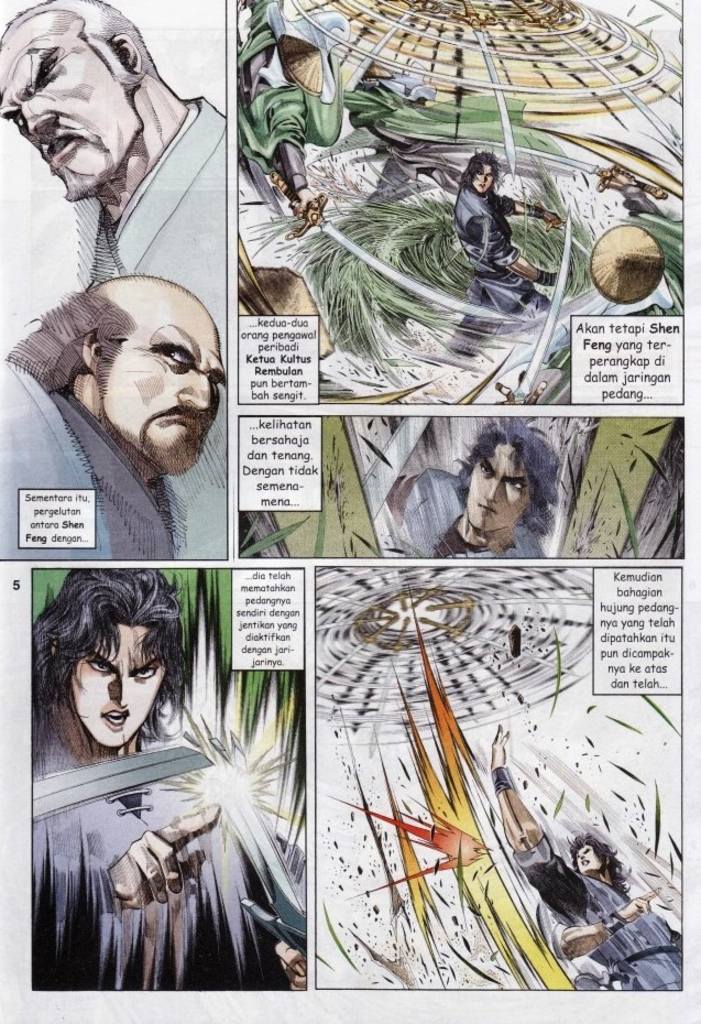 Sementara itu,
pergelutan
antara Shen
Feng dengan...
...kedua-dua
orang pengawal
peribadi
Ketua Kultus
Rembulan
pun bertam-
bah sengit.
Akan tetapi Shen
Feng yang ter-
perangkap di
dalam jaringan
pedang...
...kelihatan
bersahaja
dan tenang.
Dengan tidak
semena-
mena...
5
...dia telah
mematahkan
pedangnya
sendiri dengan
jentikan yang
diaktifkan
dengan jari-
jarinya.
Kemudian
bahagian
hujung pedang-
nya yang telah
dipatahkan itu
pun dicampak-
nya ke atas
dan telah...